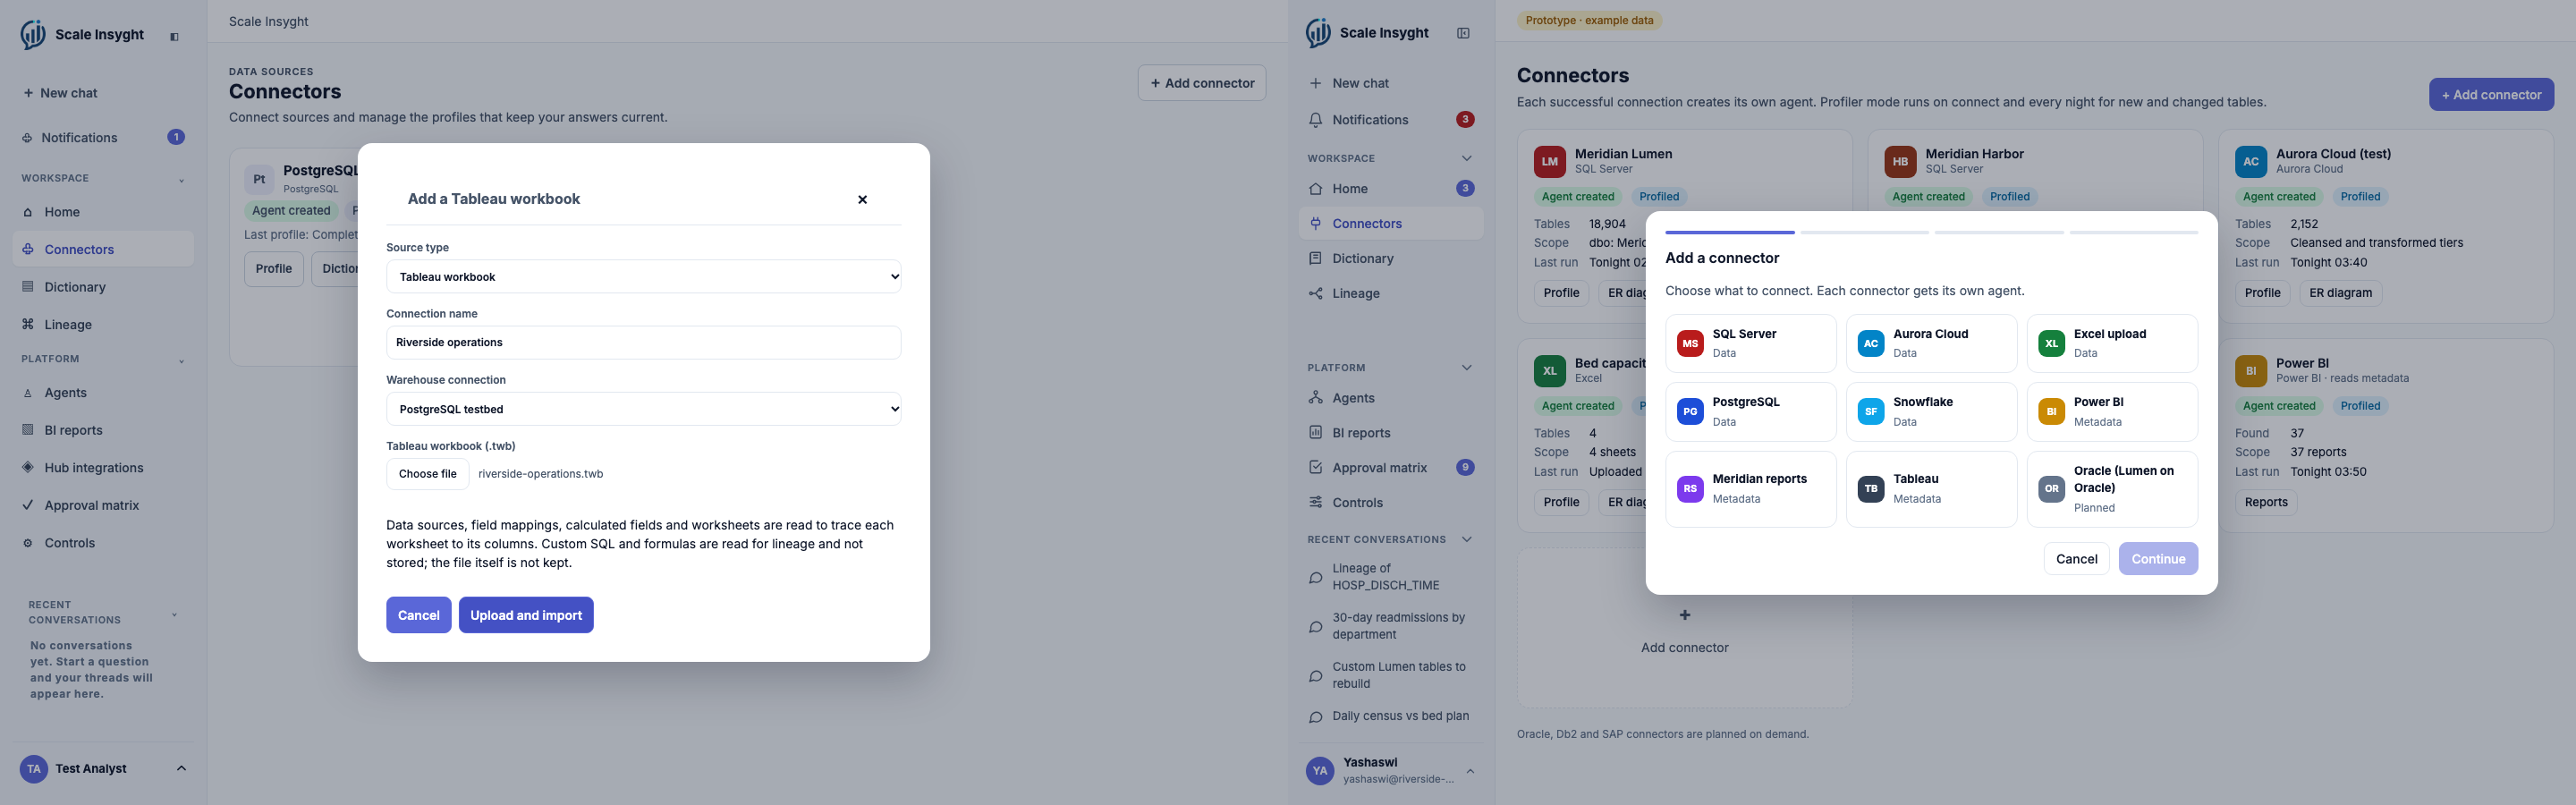 Scale Insyght
+ New chat
Notifications 1
WORKSPACE
Home
Connectors
Dictionary
Lineage
PLATFORM
Agents
BI reports
Hub integrations
Approval matrix
Controls
RECENT
CONVERSATIONS
No conversations
yet. Start a question
and your threads will
appear here.
TA Test Analyst
Scale Insyght
DATA SOURCES
Connectors
Connect sources and manage the profiles that keep your answers current.
+ Add connector
Pt PostgreSQL
PostgreSQL
Agent created
Last profile:
Profile
Add a Tableau workbook ×
Source type
Tableau workbook
Connection name
Riverside operations
Warehouse connection
PostgreSQL testbed
Tableau workbook (.twb)
Choose file riverside-operations.twb
Data sources, field mappings, calculated fields and worksheets are read to trace each
worksheet to its columns. Custom SQL and formulas are read for lineage and not
stored; the file itself is not kept.
Cancel Upload and import
Scale Insyght
+ New chat
Notifications 3
WORKSPACE
Home 3
Connectors
Dictionary
Lineage
PLATFORM
Agents
BI reports
Approval matrix 9
Controls
RECENT CONVERSATIONS
Lineage of
HOSP_DISCH_TIME
30-day readmissions by
department
Custom Lumen tables to
rebuild
Daily census vs bed plan
YA Yashaswi
yashaswi@riverside-...
Prototype · example data
Connectors
Each successful connection creates its own agent. Profiler mode runs on connect and every night for new and changed tables.
+ Add connector
LM Meridian Lumen
SQL Server
Agent created Profiled
Tables 18,904
Scope dbo:
Last run Tonight
Profile
HB Meridian Harbor
SQL Server
Agent created Profiled
AC Aurora Cloud (test)
Aurora Cloud
Agent created Profiled
Tables 2,152
Scope Cleansed and transformed tiers
Last run Tonight 03:40
Profile ER diagram
XL Bed
Excel
Agent created
Tables 4
Scope 4 sheets
Last run Uploaded
Profile
BI Power BI
Power BI · reads metadata
Agent created Profiled
Found 37
Scope 37 reports
Last run Tonight 03:50
Reports
+
Add connector
Oracle, Db2 and SAP connectors are planned on demand.
Add a connector
Choose what to connect. Each connector gets its own agent.
MS SQL Server
Data
AC Aurora Cloud
Data
XL Excel upload
Data
PG PostgreSQL
Data
SF Snowflake
Data
BI Power BI
Metadata
RS Meridian reports
Metadata
TB Tableau
Metadata
OR Oracle (Lumen on
Oracle)
Planned
Cancel Continue